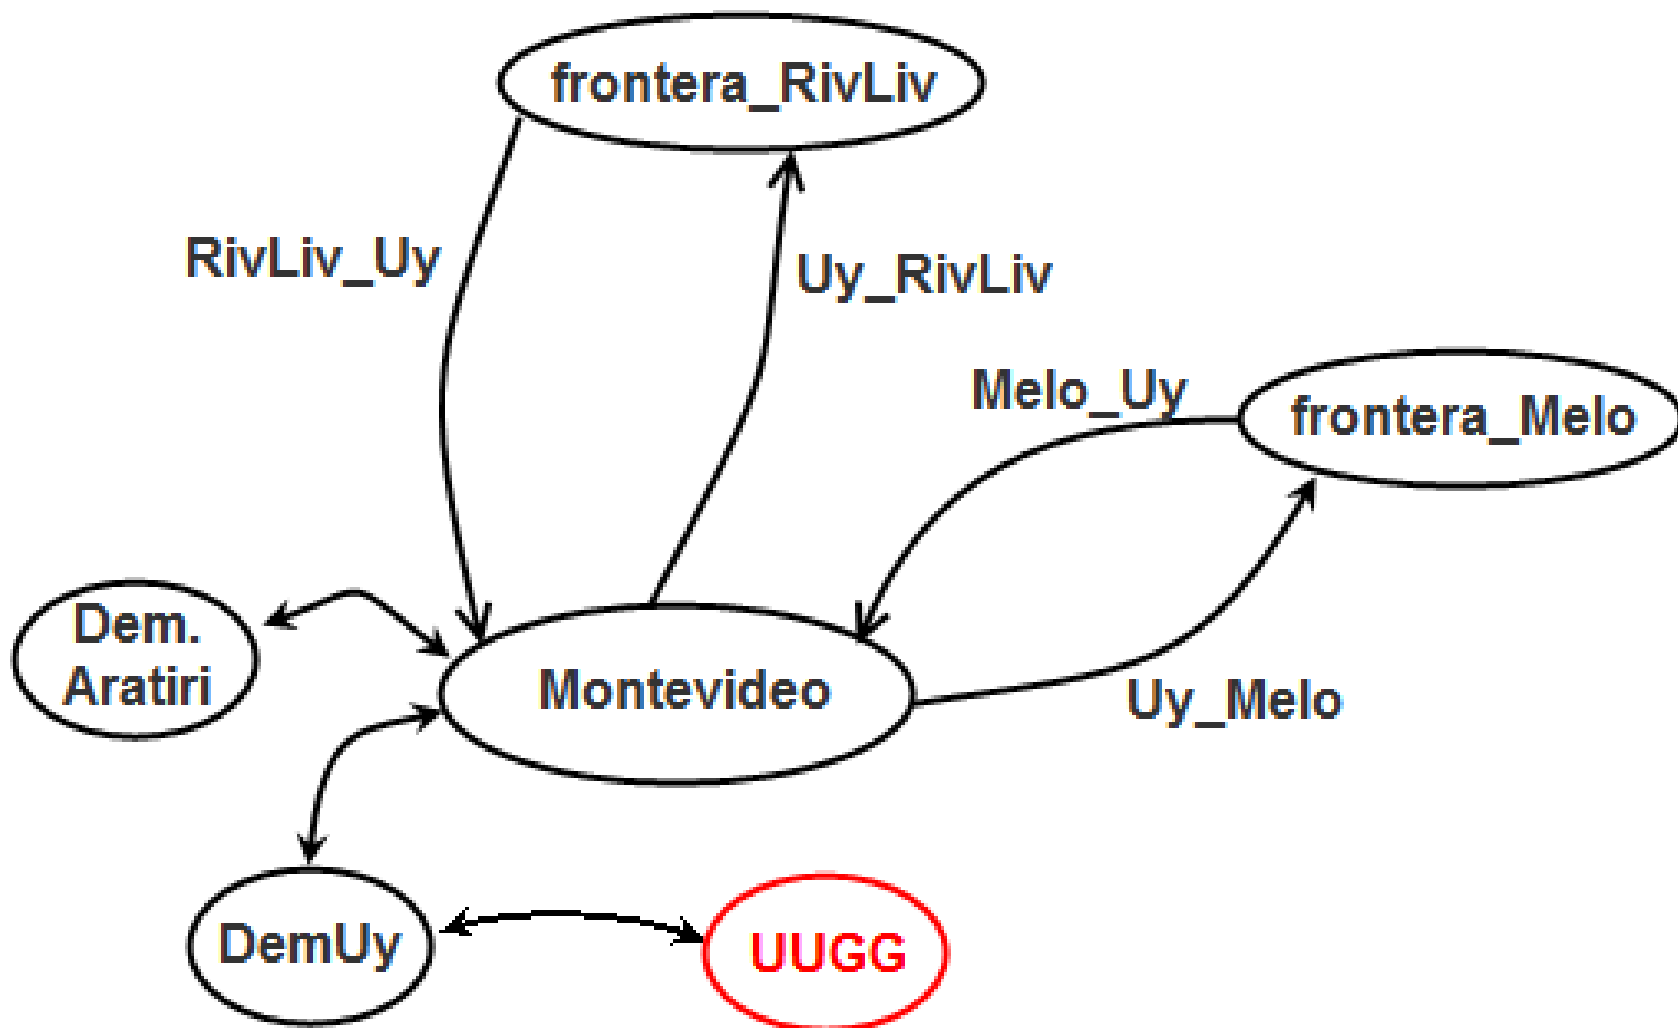 frontera_RivLiv
RivLiv_Uy
Uy_RivLiv
Melo_Uy
frontera_Melo
Dem.
Aratiri
Montevideo
Uy_Melo
DemUy
UUGG